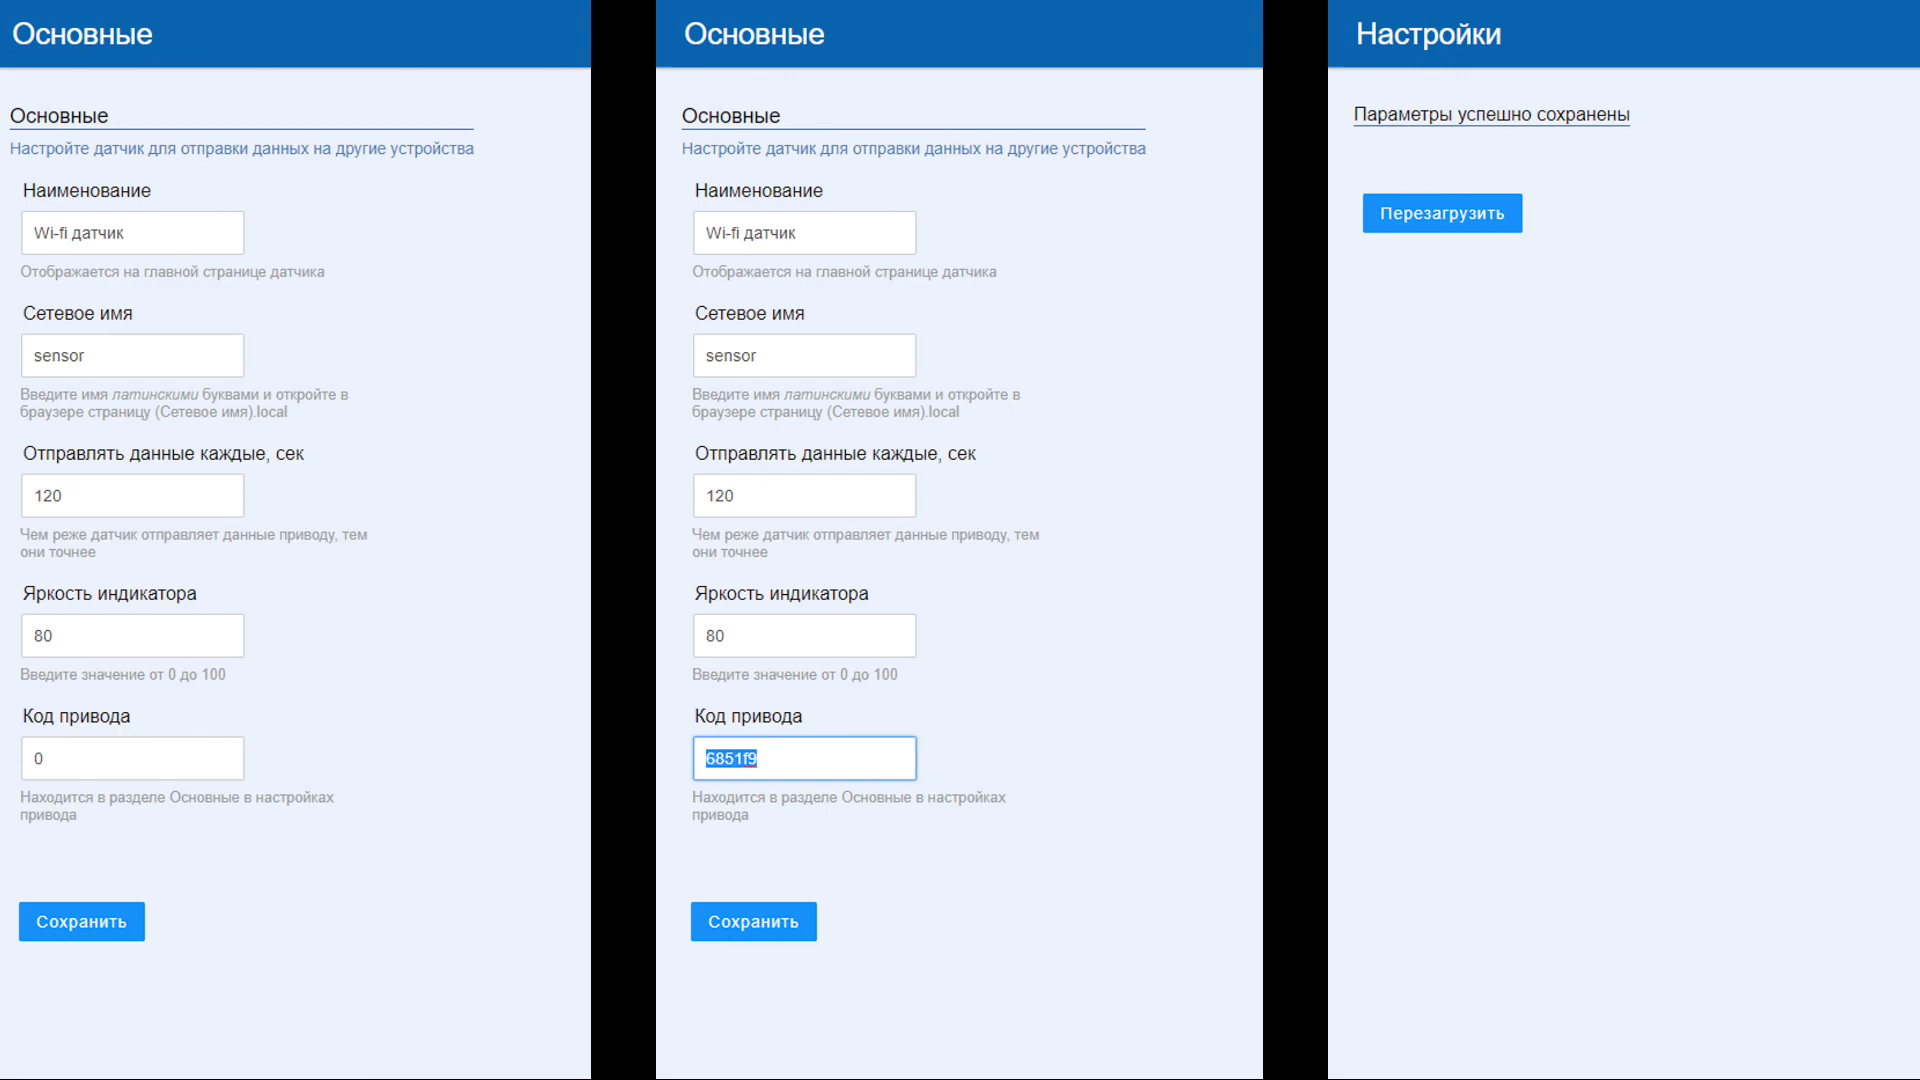 Основные
Основные
Настройте датчик для отправки данных на другие устройства
Наименование
Wi-fi датчик
Отображается на главной странице датчика
Сетевое имя
sensor
Введите имя латинскими буквами и откройте в
браузере страницу (Сетевое имя).local
Отправлять данные каждые, сек
120
Чем реже датчик отправляет данные приводу, тем
они точнее
Яркость индикатора
80
Введите значение от 0 до 100
Код привода
0
Находится в разделе Основные в настройках
привода
Сохранить
Основные
Основные
Настройте датчик для отправки данных на другие устройства
Наименование
Wi-fi датчик
Отображается на главной странице датчика
Сетевое имя
sensor
Введите имя латинскими буквами и откройте в
браузере страницу (Сетевое имя).local
Отправлять данные каждые, сек
120
Чем реже датчик отправляет данные приводу, тем
они точнее
Яркость индикатора
80
Введите значение от 0 до 100
Код привода
6851f9
Находится в разделе Основные в настройках
привода
Сохранить
Настройки
Параметры успешно сохранены
Перезагрузить